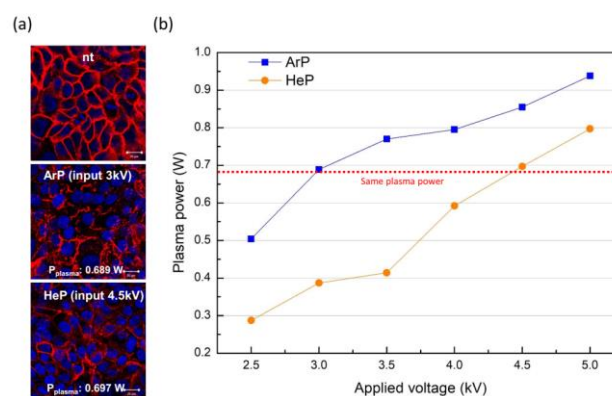 (a)
nt
ArP (input 3kV)
Pplasma: 0.689 W
HeP (input 4.5kV)
Pplasma: 0.697 W
(b)
ArP
HeP
Same plasma power
Plasma power (W)
1.0
0.9
0.8
0.7
0.6
0.5
0.4
0.3
0.2
2.5 3.0 3.5 4.0 4.5 5.0
Applied voltage (kV)